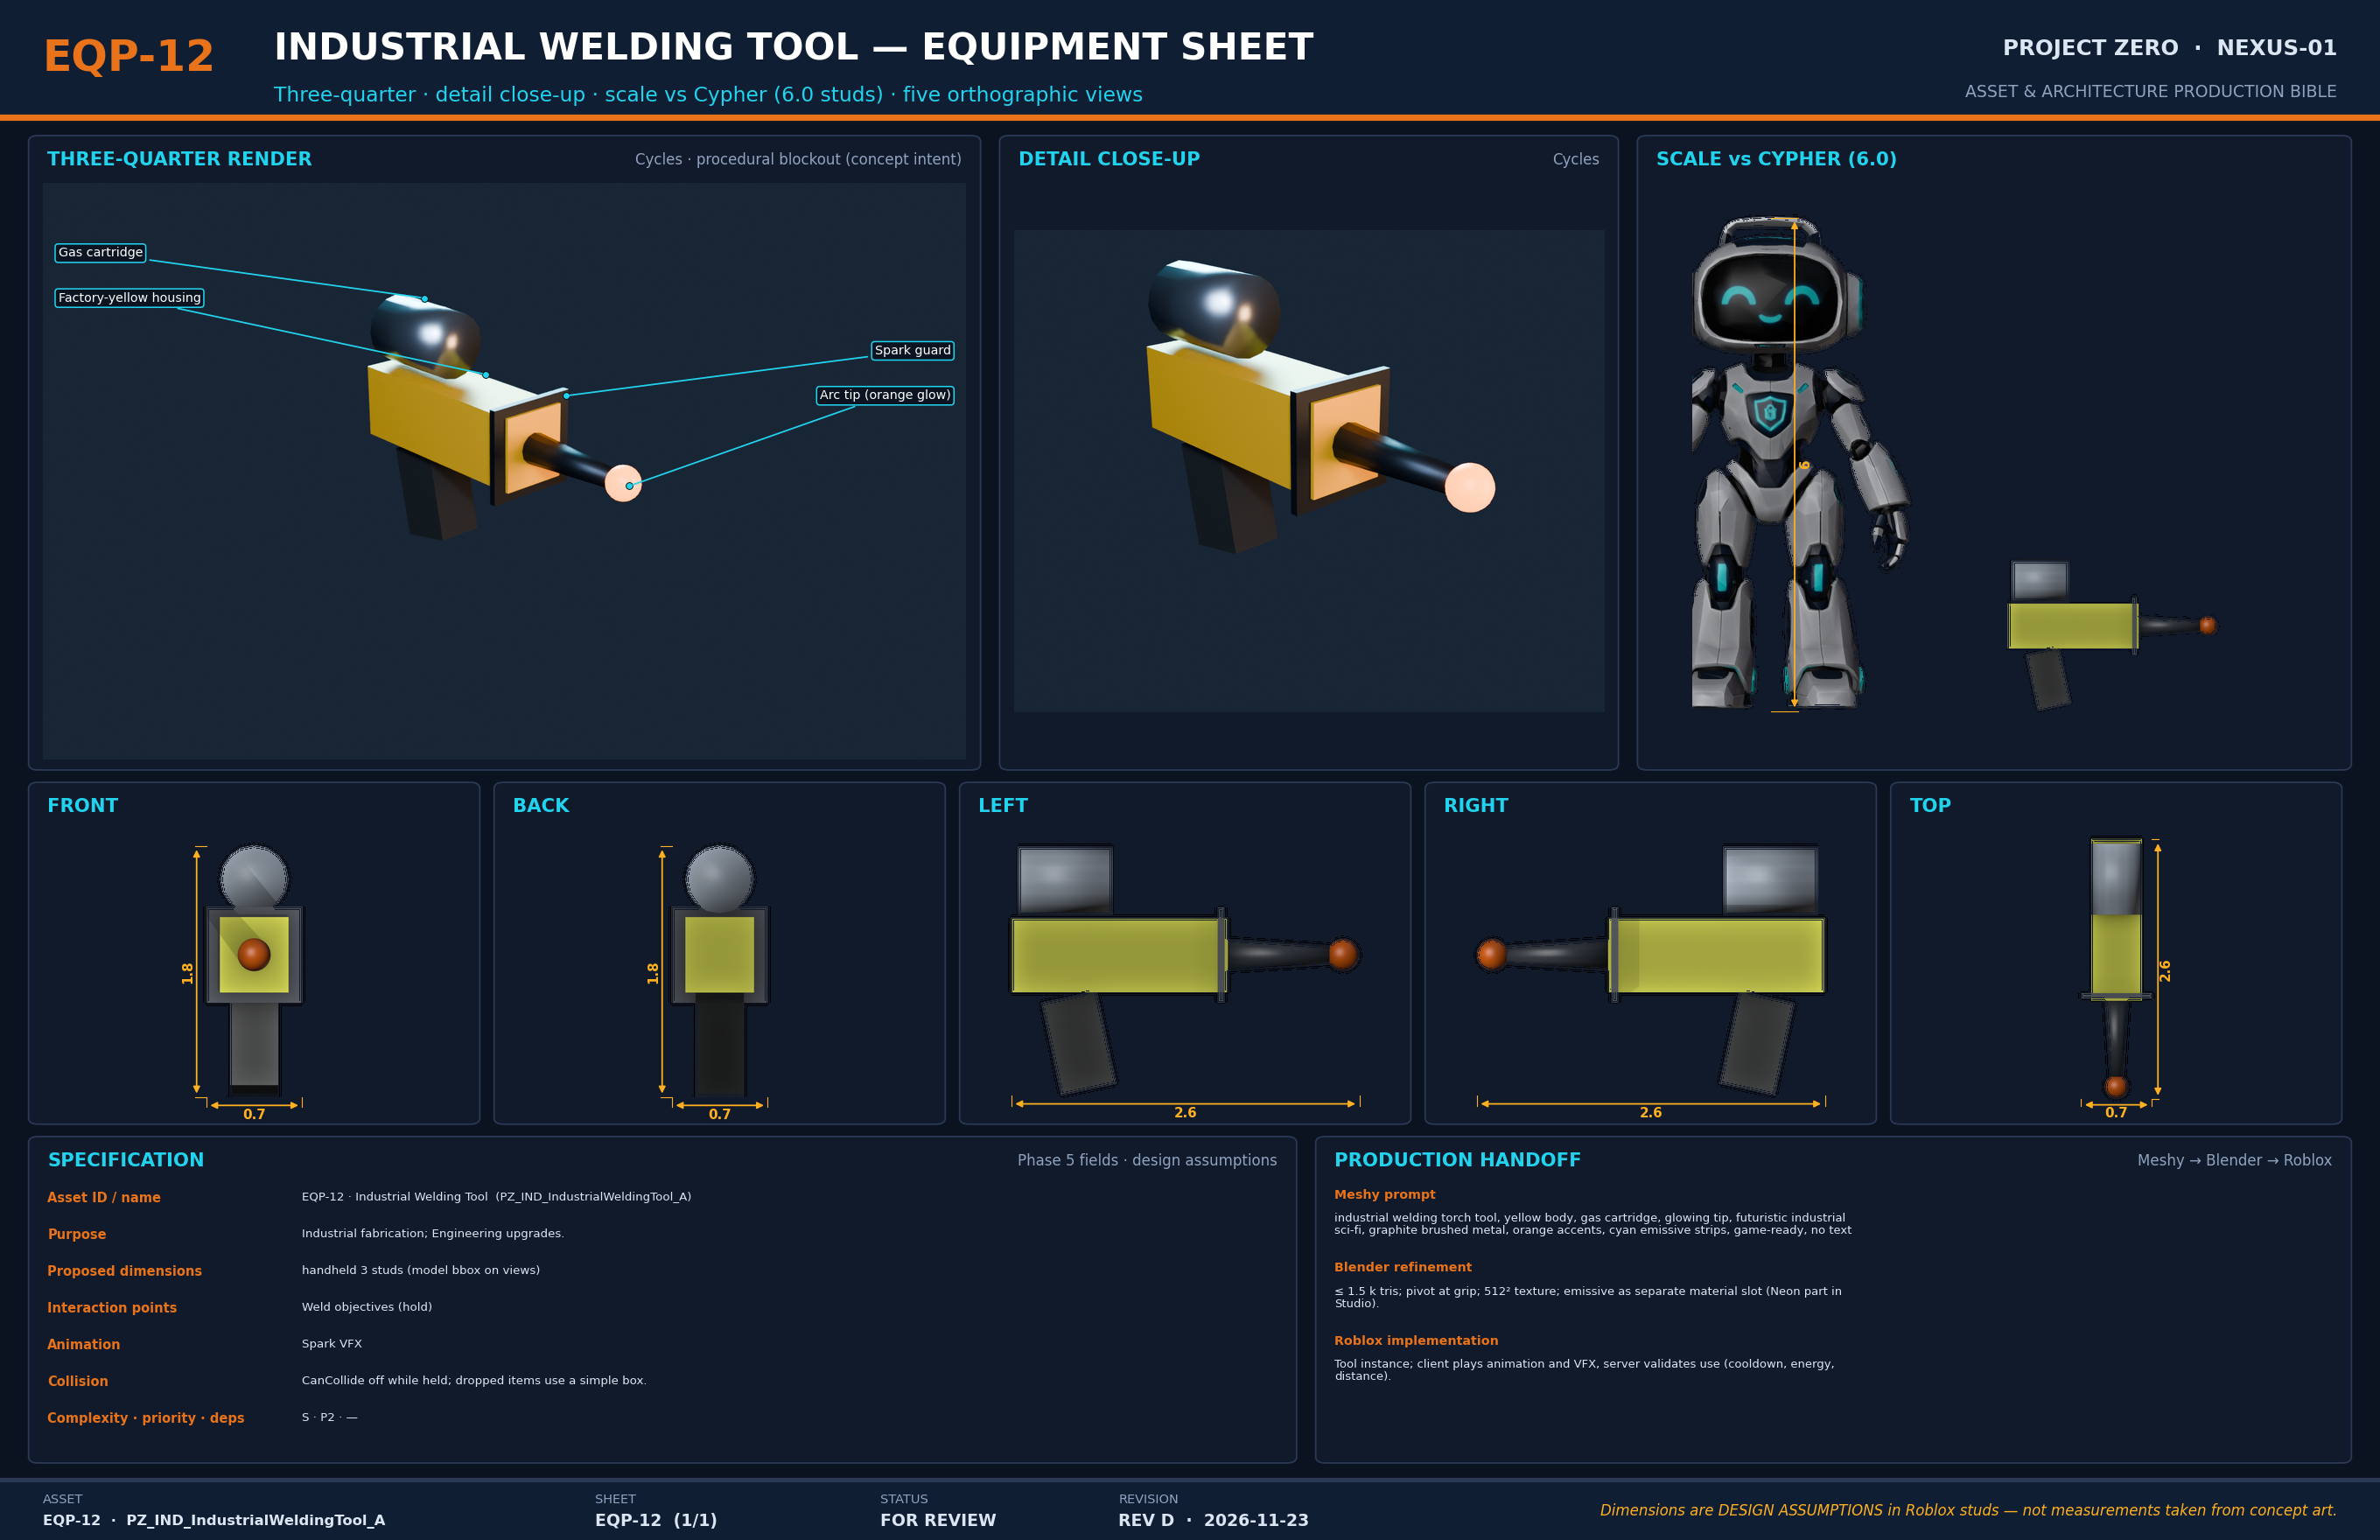 EQP-12
INDUSTRIAL WELDING TOOL — EQUIPMENT SHEET
Three-quarter · detail close-up · scale vs Cypher (6.0 studs) · five orthographic views
PROJECT ZERO · NEXUS-01
ASSET & ARCHITECTURE PRODUCTION BIBLE
THREE-QUARTER RENDER
Cycles · procedural blockout (concept intent)
Gas cartridge
Factory-yellow housing
Spark guard
Arc tip (orange glow)
DETAIL CLOSE-UP
Cycles
SCALE vs CYPHER (6.0)
6
FRONT
1.8
0.7
BACK
1.8
0.7
LEFT
2.6
RIGHT
2.6
TOP
2.6
0.7
SPECIFICATION
Phase 5 fields · design assumptions
Asset ID / name
EQP-12 · Industrial Welding Tool (PZ_IND_IndustrialWeldingTool_A)
Purpose
Industrial fabrication; Engineering upgrades.
Proposed dimensions
handheld 3 studs (model bbox on views)
Interaction points
Weld objectives (hold)
Animation
Spark VFX
Collision
CanCollide off while held; dropped items use a simple box.
Complexity · priority · deps
S · P2 · —
PRODUCTION HANDOFF
Meshy → Blender → Roblox
Meshy prompt
industrial welding torch tool, yellow body, gas cartridge, glowing tip, futuristic industrial
sci-fi, graphite brushed metal, orange accents, cyan emissive strips, game-ready, no text
Blender refinement
≤ 1.5 k tris; pivot at grip; 512² texture; emissive as separate material slot (Neon part in
Studio).
Roblox implementation
Tool instance; client plays animation and VFX, server validates use (cooldown, energy,
distance).
ASSET
EQP-12 · PZ_IND_IndustrialWeldingTool_A
SHEET
EQP-12 (1/1)
STATUS
FOR REVIEW
REVISION
REV D · 2026-11-23
Dimensions are DESIGN ASSUMPTIONS in Roblox studs — not measurements taken from concept art.